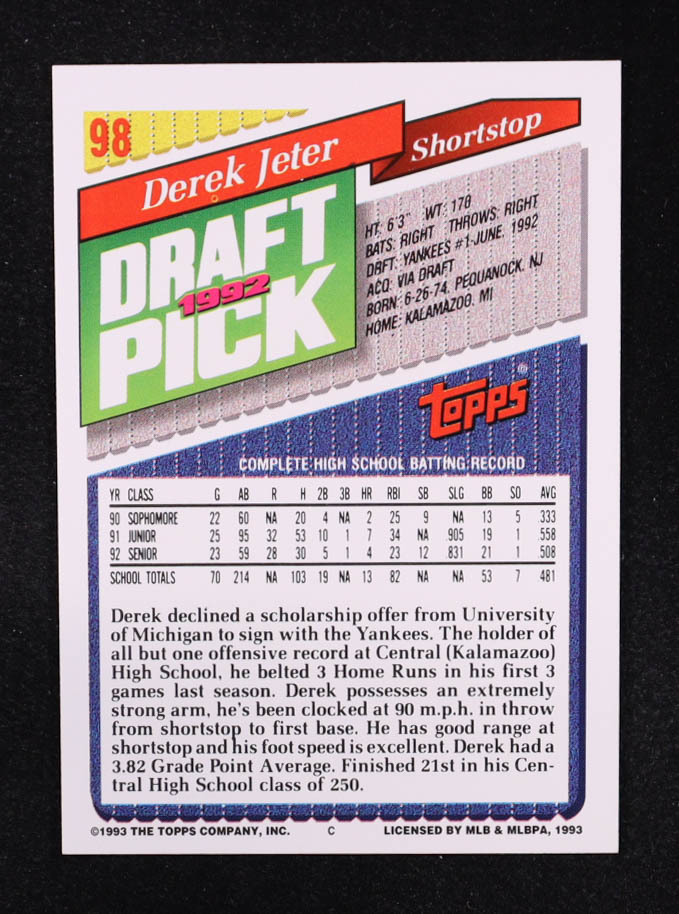 98
Derek Jeter
Shortstop
DRAFT
1992
PICK
HT: 6'3" WT: 170
BATS: RIGHT THROWS: RIGHT
DRFT: YANKEES #1-JUNE, 1992
ACQ: VIA DRAFT
BORN: 6-26-74, PEQUANOCK, NJ
HOME: KALAMAZOO, MI
TOPPS®
COMPLETE HIGH SCHOOL BATTING RECORD
YR CLASS G AB R H 2B 3B HR RBI SB SLG BB SO AVG
90 SOPHOMORE 22 60 NA 20 4 NA 2 25 9 NA 13 5 .333
91 JUNIOR 25 95 32 53 10 1 7 34 NA .905 19 1 .558
92 SENIOR 23 59 28 30 5 1 4 23 12 .831 21 1 .508
SCHOOL TOTALS 70 214 NA 103 19 NA 13 82 NA NA 53 7 .481
Derek declined a scholarship offer from University
of Michigan to sign with the Yankees. The holder of
all but one offensive record at Central (Kalamazoo)
High School, he belted 3 Home Runs in his first 3
games last season. Derek possesses an extremely
strong arm, he's been clocked at 90 m.p.h. in throw
from shortstop to first base. He has good range at
shortstop and his foot speed is excellent. Derek had a
3.82 Grade Point Average. Finished 21st in his Cen-
tral High School class of 250.
©1993 THE TOPPS COMPANY, INC. C LICENSED BY MLB & MLBPA, 1993